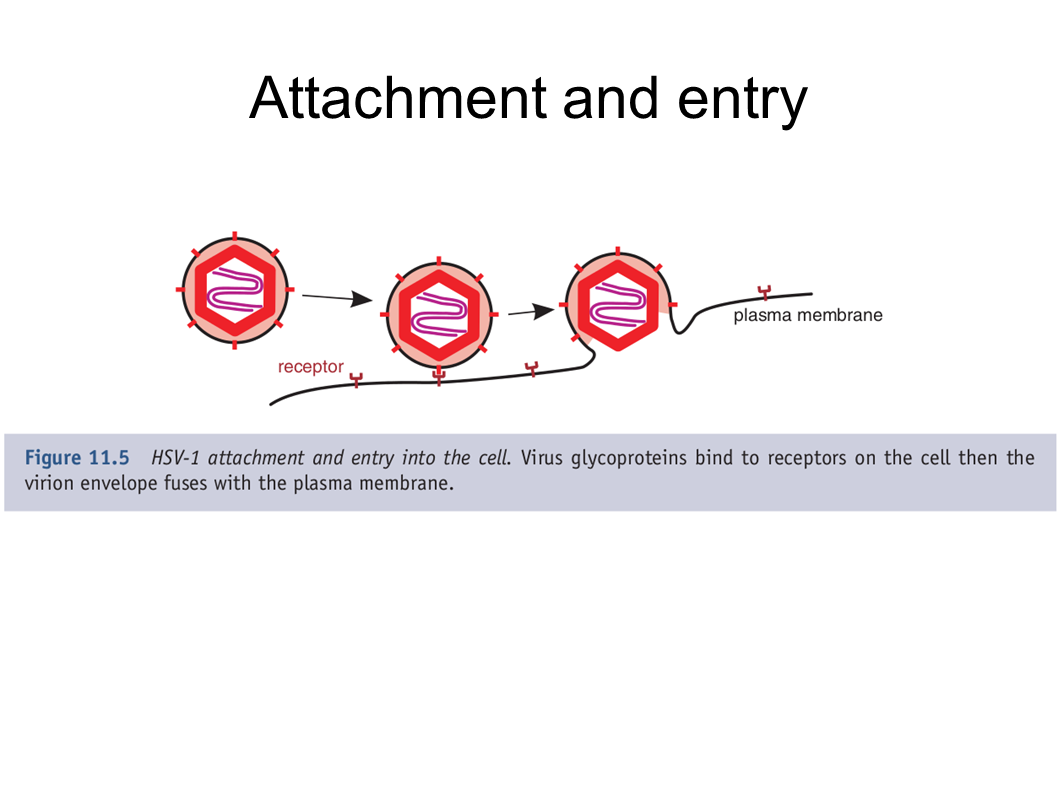 Attachment and entry
receptor
plasma membrane
Figure 11.5 HSV-1 attachment and entry into the cell. Virus glycoproteins bind to receptors on the cell then the
virion envelope fuses with the plasma membrane.